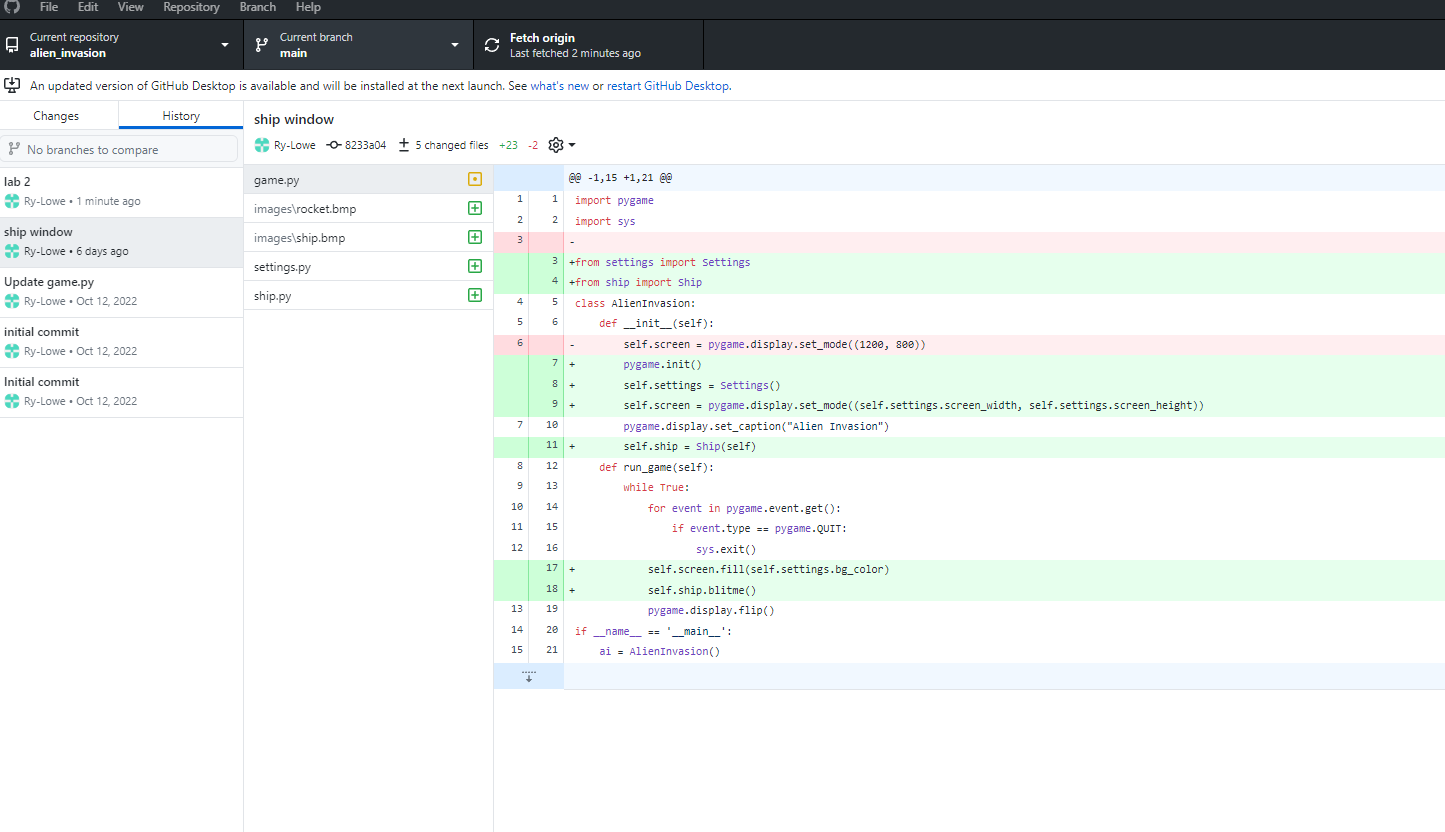 File Edit View Repository Branch Help
Current repository
alien_invasion
Current branch
main
Fetch origin
Last fetched 2 minutes ago
An updated version of GitHub Desktop is available and will be installed at the next launch. See what's new or restart GitHub Desktop.
Changes History
No branches to compare
lab 2
Ry-Lowe • 1 minute ago
ship window
Ry-Lowe • 6 days ago
Update game.py
Ry-Lowe • Oct 12, 2022
initial commit
Ry-Lowe • Oct 12, 2022
Initial commit
Ry-Lowe • Oct 12, 2022
ship window
Ry-Lowe 8233a04 5 changed files +23 -2
game.py
images\rocket.bmp
images\ship.bmp
settings.py
ship.py
@@ -1,15 +1,21 @@
1 1 import pygame
2 2 import sys
3 -
3 +from settings import Settings
4 +from ship import Ship
4 5 class AlienInvasion:
5 6 def __init__(self):
6 - self.screen = pygame.display.set_mode((1200, 800))
7 + pygame.init()
8 + self.settings = Settings()
9 + self.screen = pygame.display.set_mode((self.settings.screen_width, self.settings.screen_height))
7 10 pygame.display.set_caption("Alien Invasion")
11 + self.ship = Ship(self)
8 12 def run_game(self):
9 13 while True:
10 14 for event in pygame.event.get():
11 15 if event.type == pygame.QUIT:
12 16 sys.exit()
17 + self.screen.fill(self.settings.bg_color)
18 + self.ship.blitme()
13 19 pygame.display.flip()
14 20 if __name__ == '__main__':
15 21 ai = AlienInvasion()